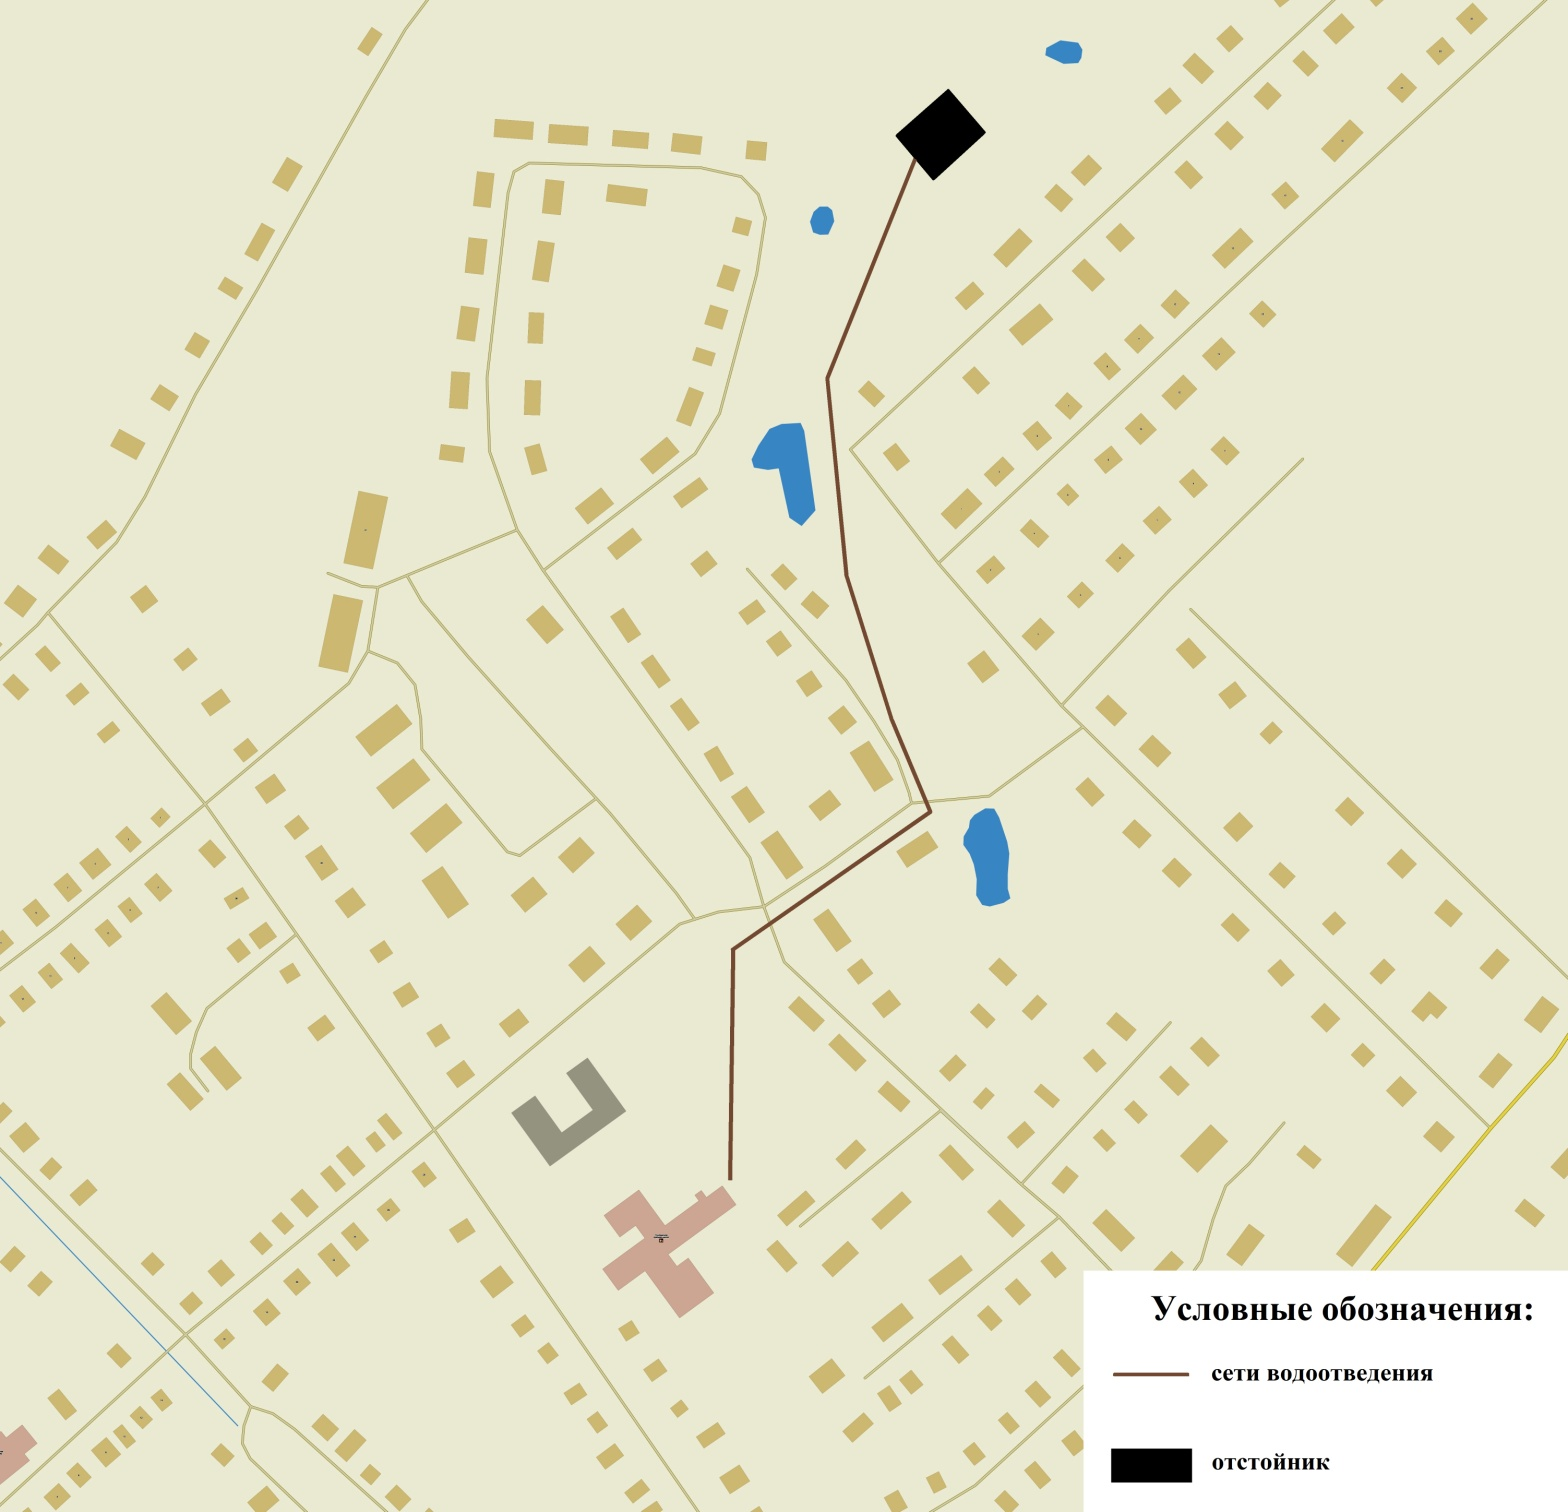 Условные обозначения:
сети водоотведения
отстойник